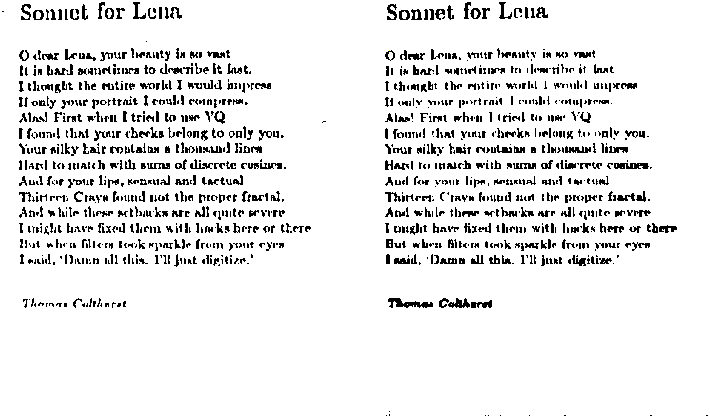 Sonnet for Lena
O dear Lena, your beauty is so vast
It is hard sometimes to describe it fast.
I thought the entire world I would impress
If only your portrait I could compress.
Alas! First when I tried to use VQ
I found that your cheeks belong to only you.
Your silky hair contains a thousand lines
Hard to match with sums of discrete cosines.
And for your lips, sensual and tactual
Thirteen Crays found not the proper fractal.
And while these setbacks are all quite severe
I might have fixed them with hacks here or there
But when filters took sparkle from your eyes
I said, 'Damn all this. I'll just digitize.'
Thomas Colthurst
Sonnet for Lena
O dear Lena, your beauty is so vast
It is hard sometimes to describe it fast.
I thought the entire world I would impress
If only your portrait I could compress.
Alas! First when I tried to use VQ
I found that your cheeks belong to only you.
Your silky hair contains a thousand lines
Hard to match with sums of discrete cosines.
And for your lips, sensual and tactual
Thirteen Crays found not the proper fractal.
And while these setbacks are all quite severe
I might have fixed them with hacks here or there
But when filters took sparkle from your eyes
I said, 'Damn all this. I'll just digitize.'
Thomas Colthurst